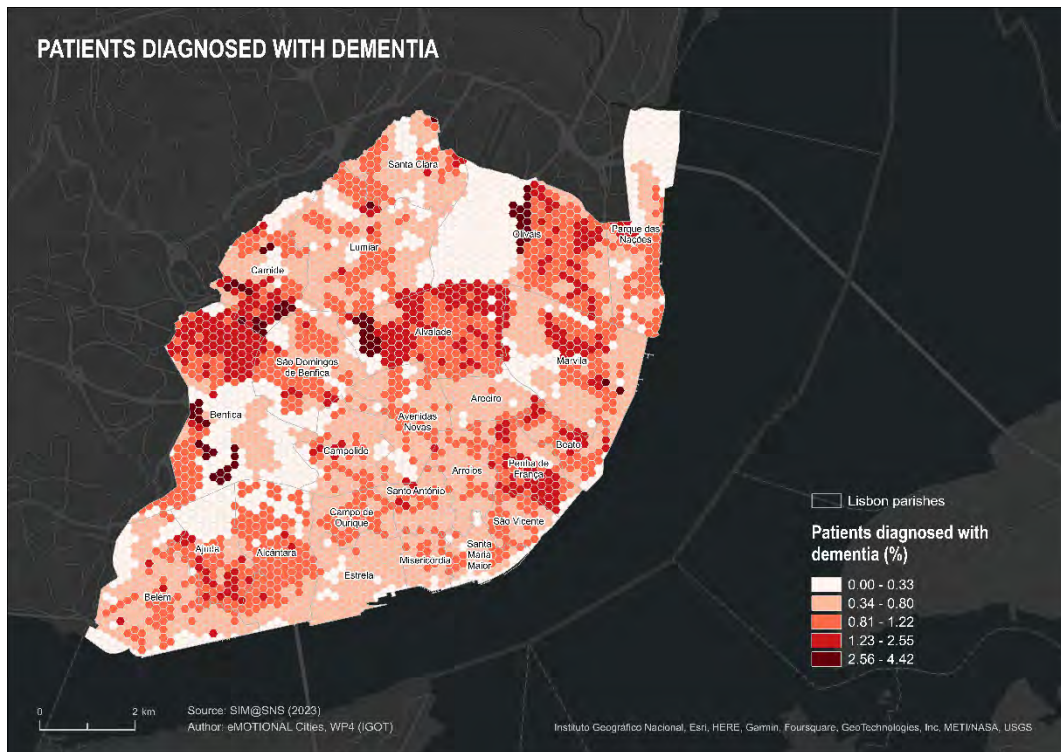 PATIENTS DIAGNOSED WITH DEMENTIA
Santa Clara
Olivais
Parque das
Nações
Lumiar
Carnide
Alvalade
São Domingos
de Benfica
Marvila
Areeiro
Benfica
Avenidas
Novas
Beato
Campolide
Arroios
Penha de
França
Santo António
Campo de
Ourique
São Vicente
Ajuda
Alcântara
Misericórdia
Santa
Maria
Maior
Estrela
Belém
Lisbon parishes
Patients diagnosed with
dementia (%)
0.00 - 0.33
0.34 - 0.80
0.81 - 1.22
1.23 - 2.55
2.56 - 4.42
0 2 km
Source: SIM@SNS (2023)
Author: eMOTIONAL Cities, WP4 (IGOT)
Instituto Geográfico Nacional, Esri, HERE, Garmin, Foursquare, GeoTechnologies, Inc, METI/NASA, USGS